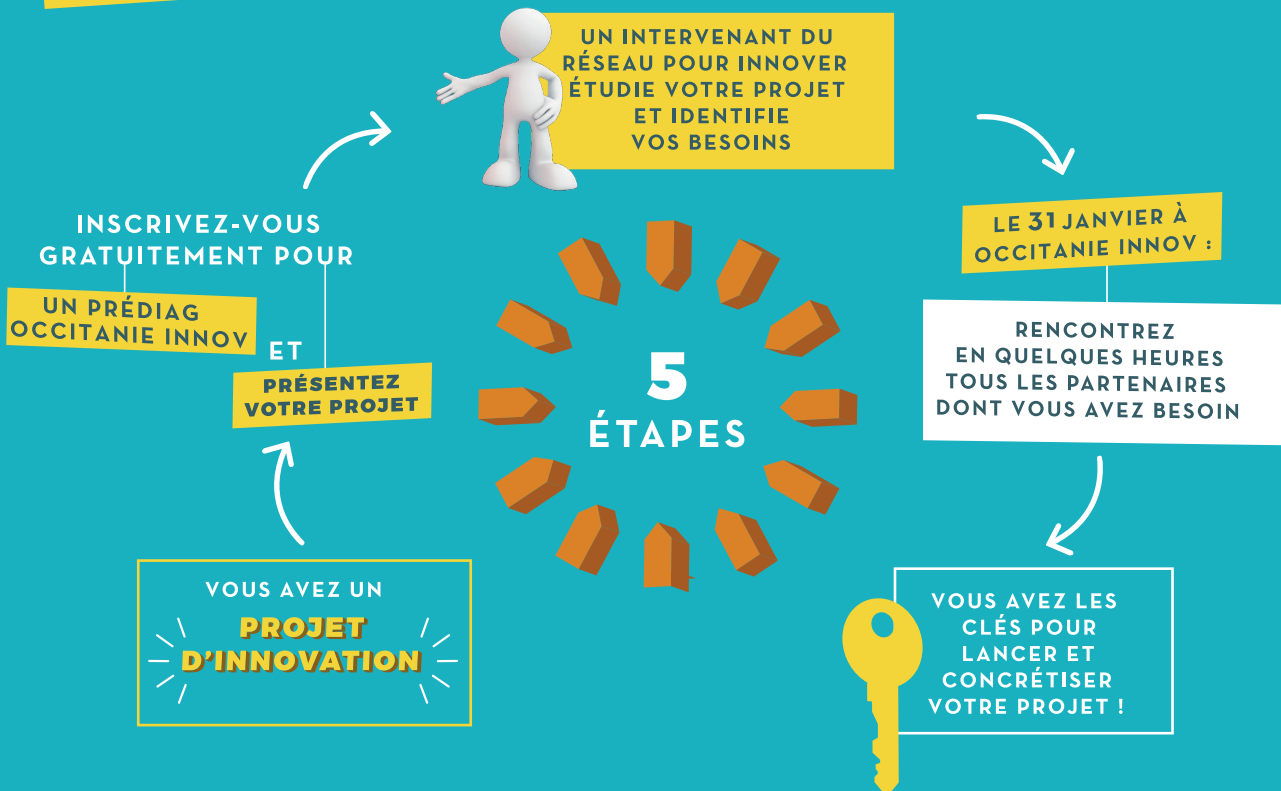 UN INTERVENANT DU
RÉSEAU POUR INNOVER
ÉTUDIE VOTRE PROJET
ET IDENTIFIE
VOS BESOINS
INSCRIVEZ-VOUS
GRATUITEMENT POUR
UN PRÉDIAG
OCCITANIE INNOV
ET
PRÉSENTEZ
VOTRE PROJET
LE 31 JANVIER À
OCCITANIE INNOV :
RENCONTREZ
EN QUELQUES HEURES
TOUS LES PARTENAIRES
DONT VOUS AVEZ BESOIN
5
ÉTAPES
VOUS AVEZ UN
PROJET
D'INNOVATION
VOUS AVEZ LES
CLÉS POUR
LANCER ET
CONCRÉTISER
VOTRE PROJET !